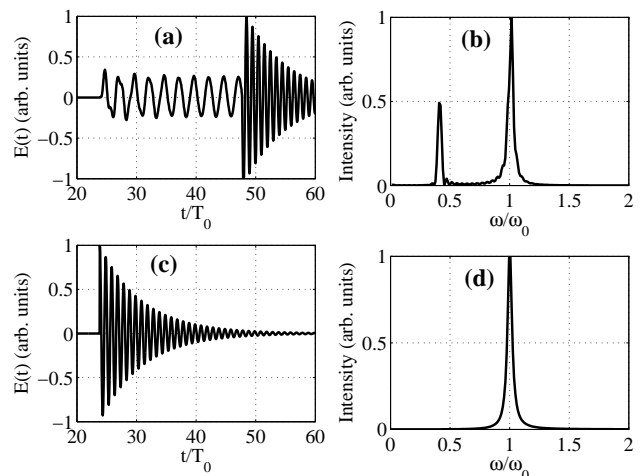 (a)
E(t) (arb. units)
1
0.5
0
−0.5
−1
20 30 40 50 60
t/T0
(b)
Intensity (arb. units)
1
0.5
0
0 0.5 1 1.5 2
ω/ω0
(c)
E(t) (arb. units)
1
0.5
0
−0.5
−1
20 30 40 50 60
t/T0
(d)
Intensity (arb. units)
1
0.5
0
0 0.5 1 1.5 2
ω/ω0